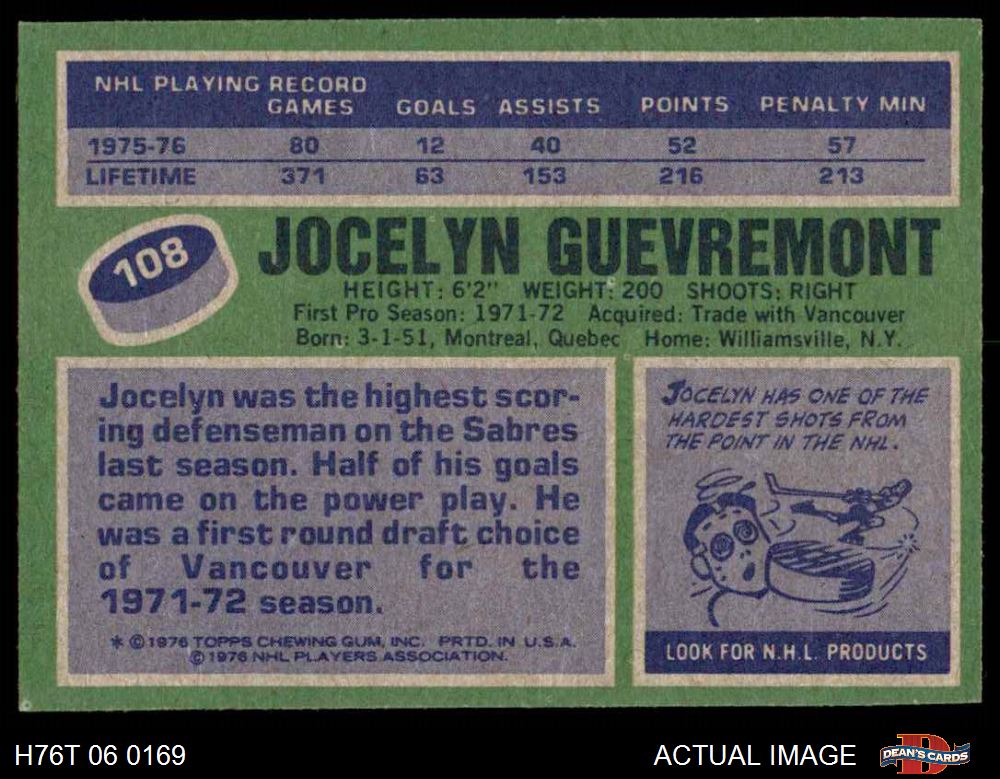 NHL PLAYING RECORD
GAMES GOALS ASSISTS POINTS PENALTY MIN
1975-76 80 12 40 52 57
LIFETIME 371 63 153 216 213
108
JOCELYN GUEVREMONT
HEIGHT: 6'2" WEIGHT: 200 SHOOTS: RIGHT
First Pro Season: 1971-72 Acquired: Trade with Vancouver
Born: 3-1-51, Montreal, Quebec Home: Williamsville, N.Y.
Jocelyn was the highest scor-
ing defenseman on the Sabres
last season. Half of his goals
came on the power play. He
was a first round draft choice
of Vancouver for the
1971-72 season.
* © 1976 TOPPS CHEWING GUM, INC. PRTD. IN U.S.A.
© 1976 NHL PLAYERS ASSOCIATION.
JOCELYN HAS ONE OF THE
HARDEST SHOTS FROM
THE POINT IN THE NHL.
LOOK FOR N.H.L. PRODUCTS
H76T 06 0169
ACTUAL IMAGE
D
DEAN'S CARDS